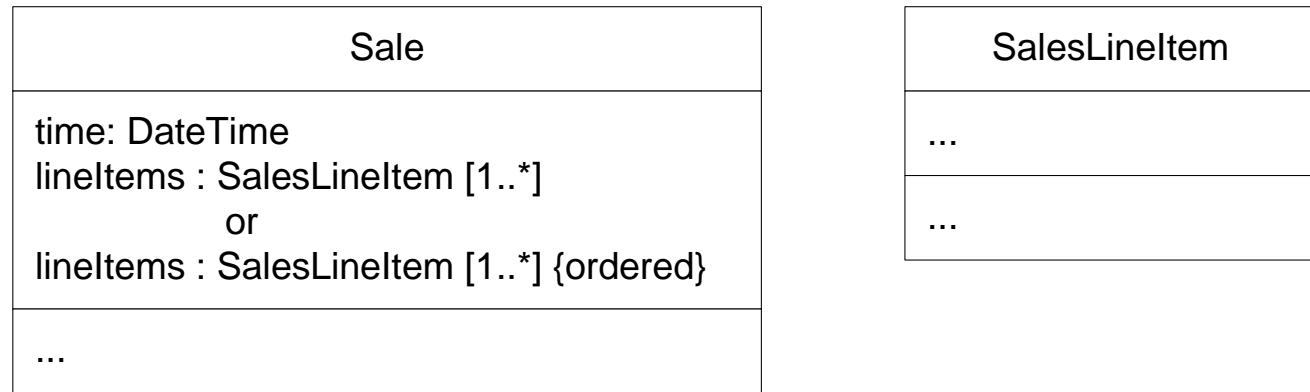 Sale
time: DateTime
lineItems : SalesLineItem [1..*]
or
lineItems : SalesLineItem [1..*] {ordered}
...
SalesLineItem
...
...